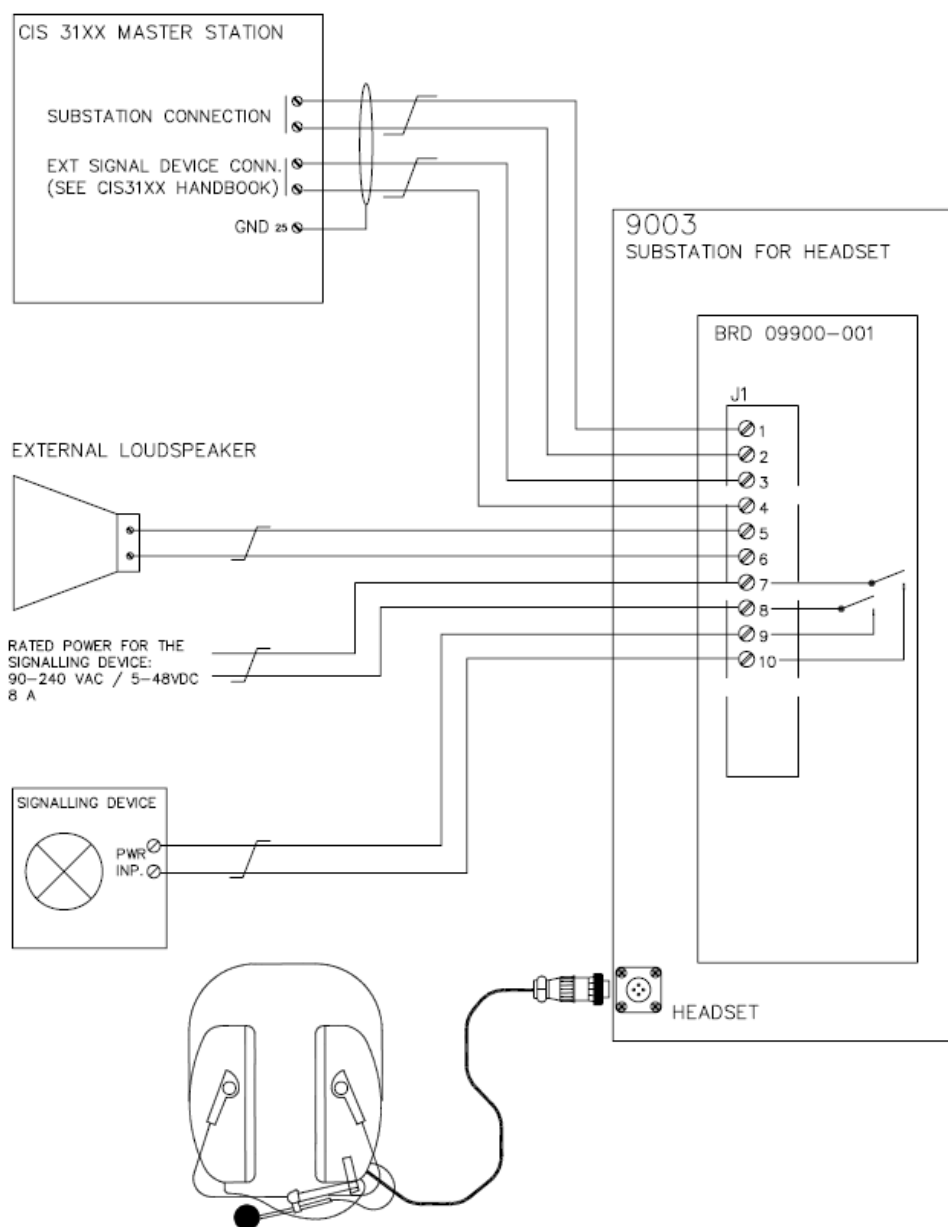 CIS 31XX MASTER STATION
SUBSTATION CONNECTION
EXT SIGNAL DEVICE CONN.
(SEE CIS31XX HANDBOOK)
GND 25
9003
SUBSTATION FOR HEADSET
BRD 09900-001
J1
1
2
3
4
5
6
7
8
9
10
EXTERNAL LOUDSPEAKER
RATED POWER FOR THE
SIGNALLING DEVICE:
90-240 VAC / 5-48VDC
8 A
SIGNALLING DEVICE
PWR
INP.
HEADSET